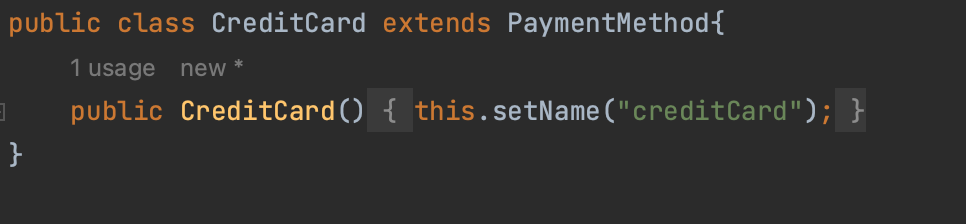 public class CreditCard extends PaymentMethod{
1 usage new *
public CreditCard() { this.setName("creditCard"); }
}